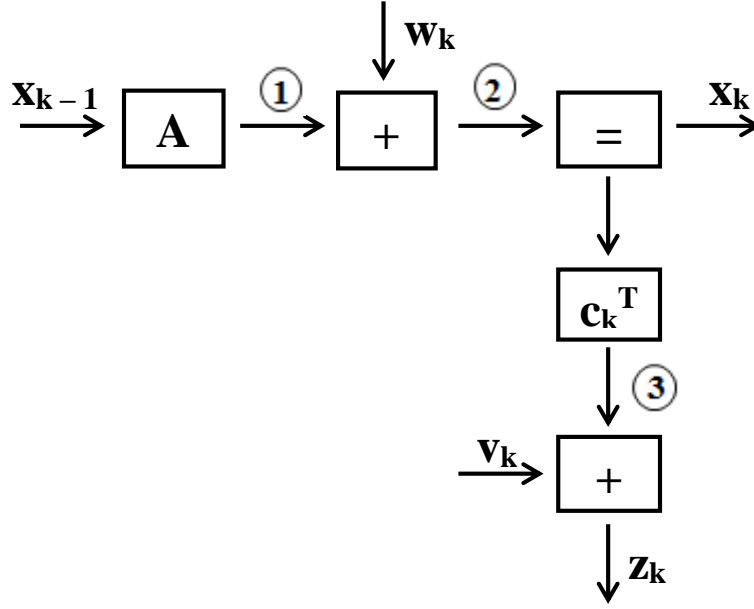 w_k
x_{k – 1} A ① + ② = x_k
c_k^T
③
v_k +
z_k